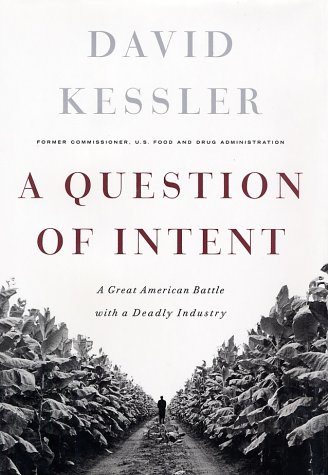 DAVID
KESSLER
FORMER COMMISSIONER, U.S. FOOD AND DRUG ADMINISTRATION
A QUESTION
OF INTENT
A Great American Battle
with a Deadly Industry